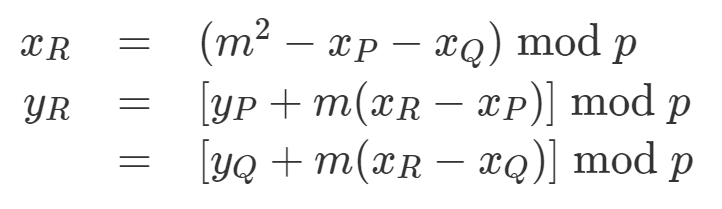 x_R = (m^2 − x_P − x_Q) mod p
y_R = [y_P + m(x_R − x_P)] mod p
= [y_Q + m(x_R − x_Q)] mod p